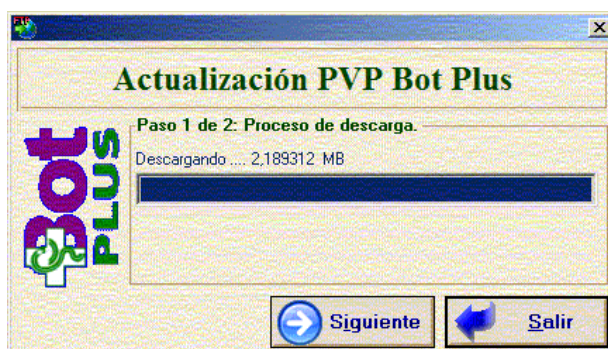 Actualización PVP Bot Plus
Paso 1 de 2: Proceso de descarga.
Descargando .... 2,189312 MB
Bot
PLUS
Siguiente
Salir